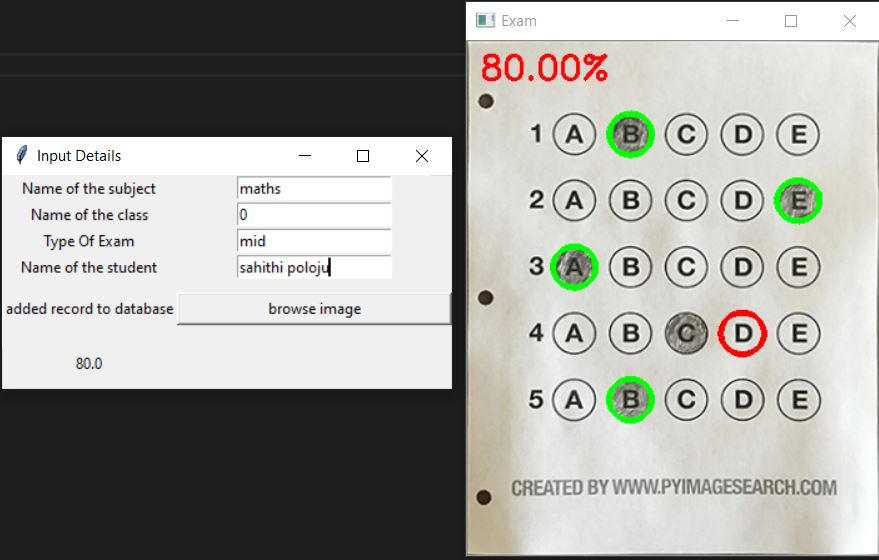 Input Details
Name of the subject maths
Name of the class 0
Type Of Exam mid
Name of the student sahithi poloju
added record to database browse image
80.0
Exam
80.00%
1 A B C D E
2 A B C D E
3 A B C D E
4 A B C D E
5 A B C D E
CREATED BY WWW.PYIMAGESEARCH.COM